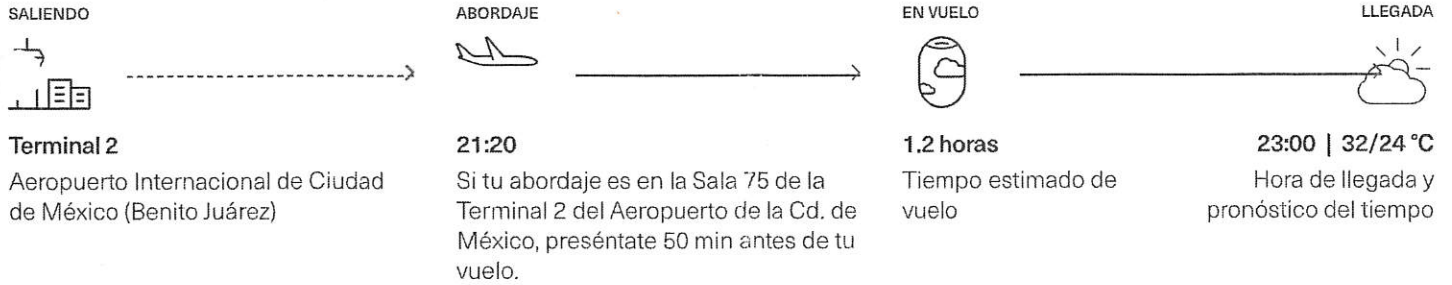 SALIENDO
ABORDAJE
EN VUELO
LLEGADA
Terminal 2
Aeropuerto Internacional de Ciudad
de México (Benito Juárez)
21:20
Si tu abordaje es en la Sala 75 de la
Terminal 2 del Aeropuerto de la Cd. de
México, preséntate 50 min antes de tu
vuelo.
1.2 horas
Tiempo estimado de
vuelo
23:00 | 32/24 °C
Hora de llegada y
pronóstico del tiempo